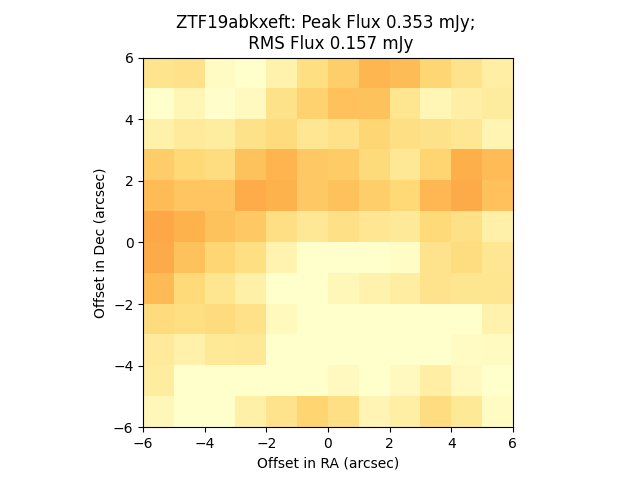 ZTF19abkxeft: Peak Flux 0.353 mJy;
RMS Flux 0.157 mJy
6
4
2
0
−2
−4
−6
Offset in Dec (arcsec)
−6 −4 −2 0 2 4 6
Offset in RA (arcsec)